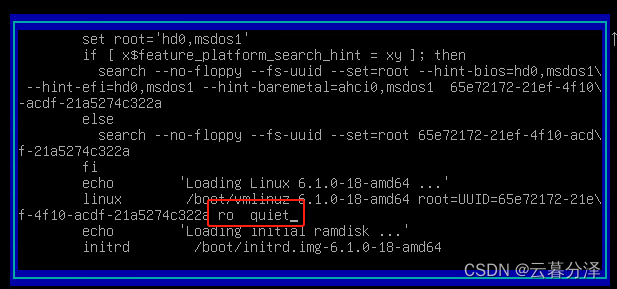 set root='hd0,msdos1'
if [ x$feature_platform_search_hint = xy ]; then
search --no-floppy --fs-uuid --set=root --hint-bios=hd0,msdos1\
--hint-efi=hd0,msdos1 --hint-baremetal=ahci0,msdos1  65e72172-21ef-4f10\
-acdf-21a5274c322a
else
search --no-floppy --fs-uuid --set=root 65e72172-21ef-4f10-acd\
f-21a5274c322a
fi
echo 'Loading Linux 6.1.0-18-amd64 ...'
linux /boot/vmlinuz-6.1.0-18-amd64 root=UUID=65e72172-21e\
f-4f10-acdf-21a5274c322a ro  quiet_
echo 'Loading initial ramdisk ...'
initrd /boot/initrd.img-6.1.0-18-amd64
CSDN @云暮分泽